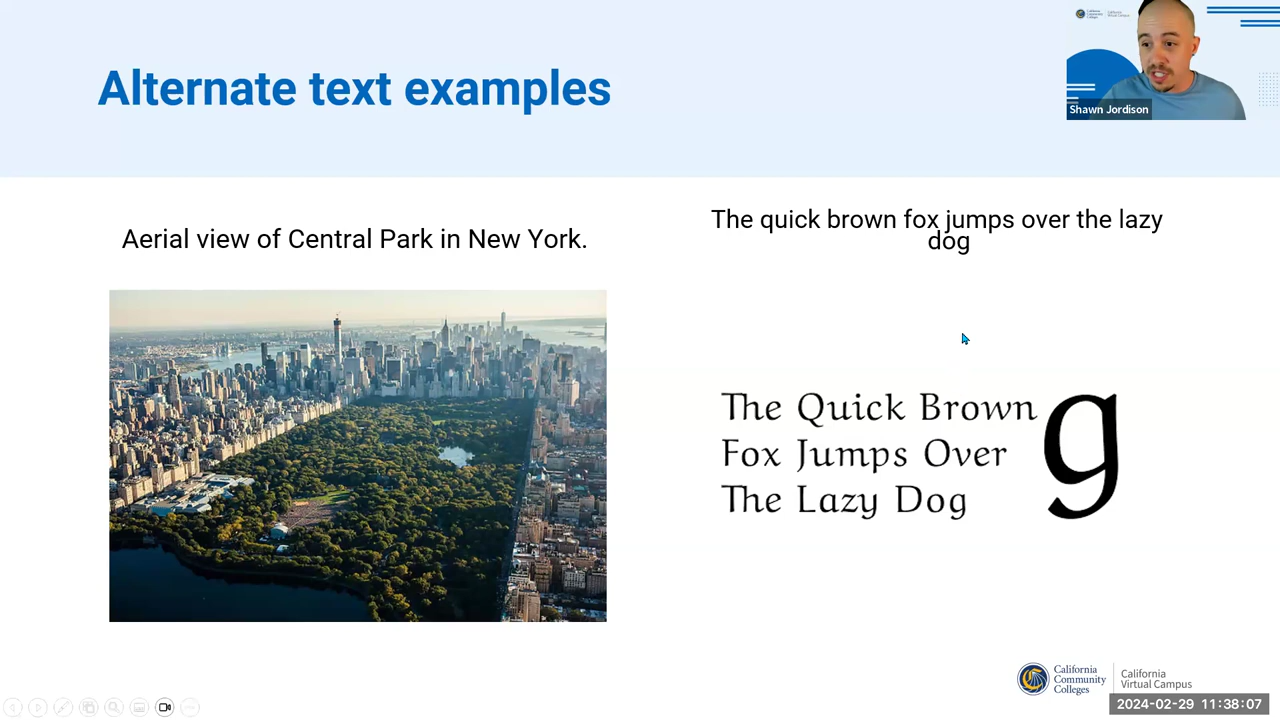 Alternate text examples
Shawn Jordison
Aerial view of Central Park in New York.
The quick brown fox jumps over the lazy
dog
The Quick Brown
Fox Jumps Over
The Lazy Dog
g
California
Community
Colleges
California
Virtual Campus
2024-02-29 11:38:07